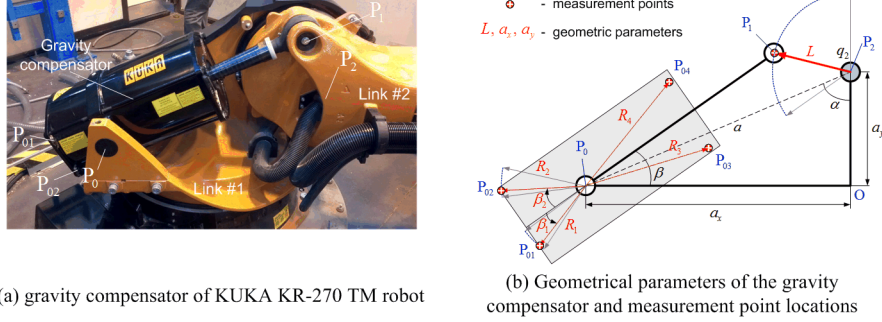 Gravity
compensator
KUKA
P1
P2
Link #2
P01
P02
P0
Link #1
- measurement points
L, ax, ay - geometric parameters
P1
L
q2
P2
P04
R4
a
α
P0
R3
P03
ay
R2
β
P02
O
β2
ax
β1
R1
P01
(a) gravity compensator of KUKA KR-270 TM robot
(b) Geometrical parameters of the gravity
compensator and measurement point locations